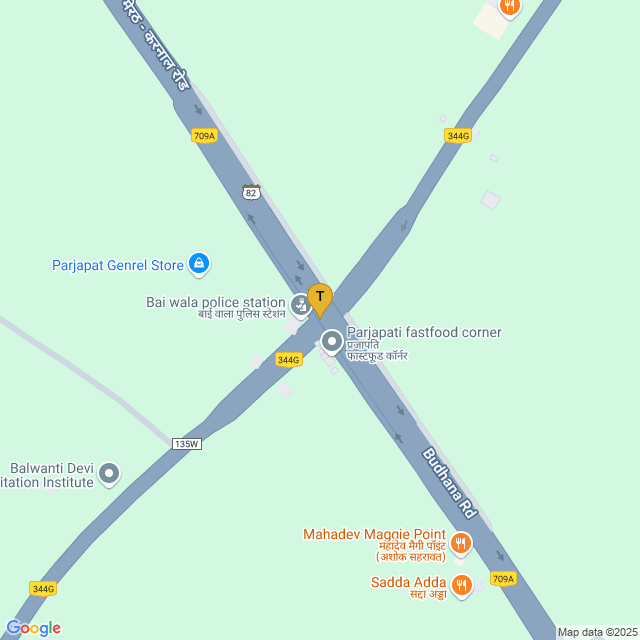 मेरठ - करनाल रोड
709A
344G
82
Parjapat Genrel Store
T
Bai wala police station
बाई वाला पुलिस स्टेशन
Parjapati fastfood corner
प्रजापति
फास्टफूड कॉर्नर
344G
135W
Balwanti Devi
itation Institute
Budhana Rd
Mahadev Maggie Point
महादेव मैगी पॉइंट
(अशोक सहरावत)
709A
Sadda Adda
सद्दा अड्डा
344G
Google
Map data ©2025